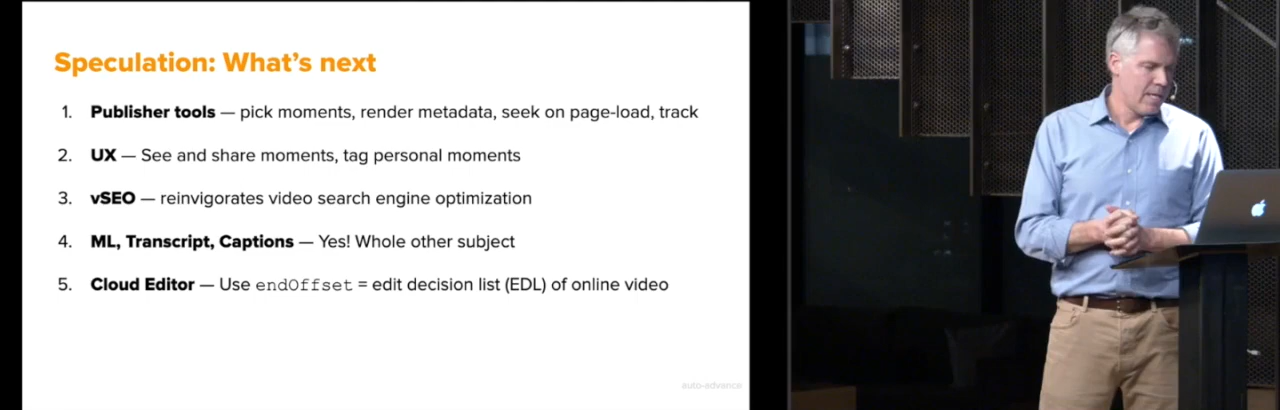 Speculation: What's next
1. Publisher tools — pick moments, render metadata, seek on page-load, track
2. UX — See and share moments, tag personal moments
3. vSEO — reinvigorates video search engine optimization
4. ML, Transcript, Captions — Yes! Whole other subject
5. Cloud Editor — Use endOffset = edit decision list (EDL) of online video
auto-advance